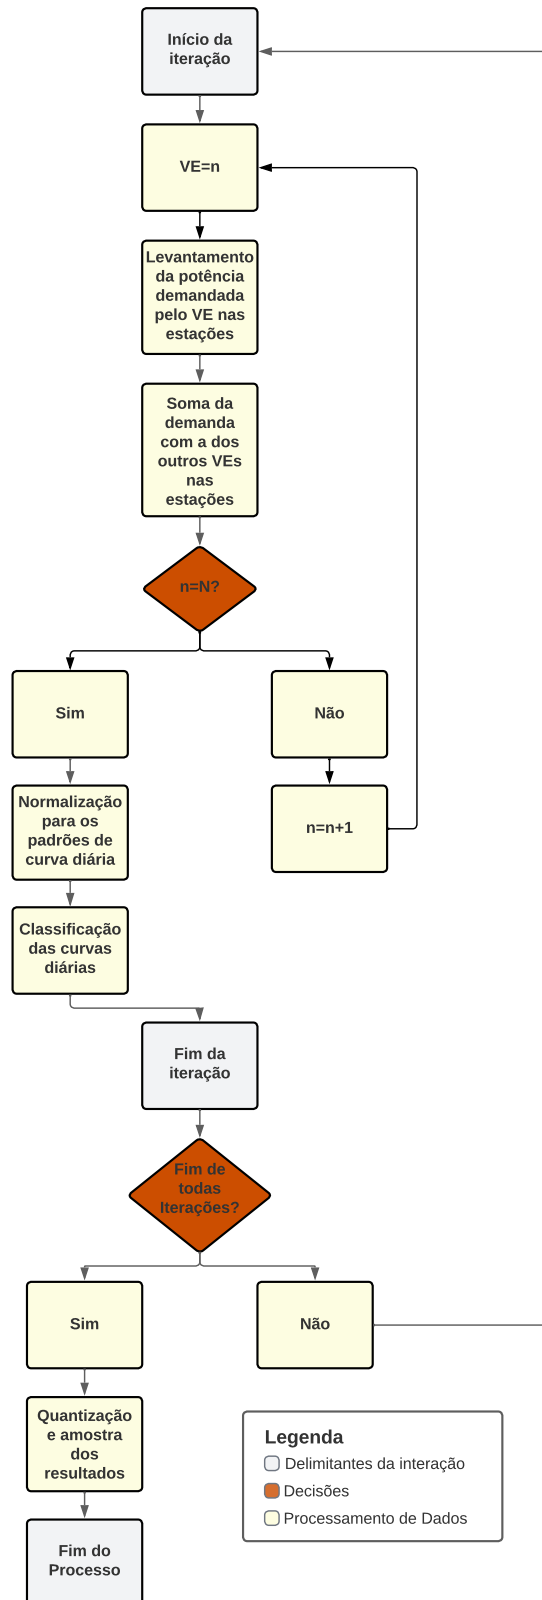 Início da
iteração
VE=n
Levantamento
da potência
demandada
pelo VE nas
estações
Soma da
demanda
com a dos
outros VEs
nas
estações
n=N?
Sim
Não
Normalização
para os
padrões de
curva diária
n=n+1
Classificação
das curvas
diárias
Fim da
iteração
Fim de
todas
Iterações?
Sim
Não
Quantização
e amostra
dos
resultados
Fim do
Processo
Legenda
Delimitantes da interação
Decisões
Processamento de Dados